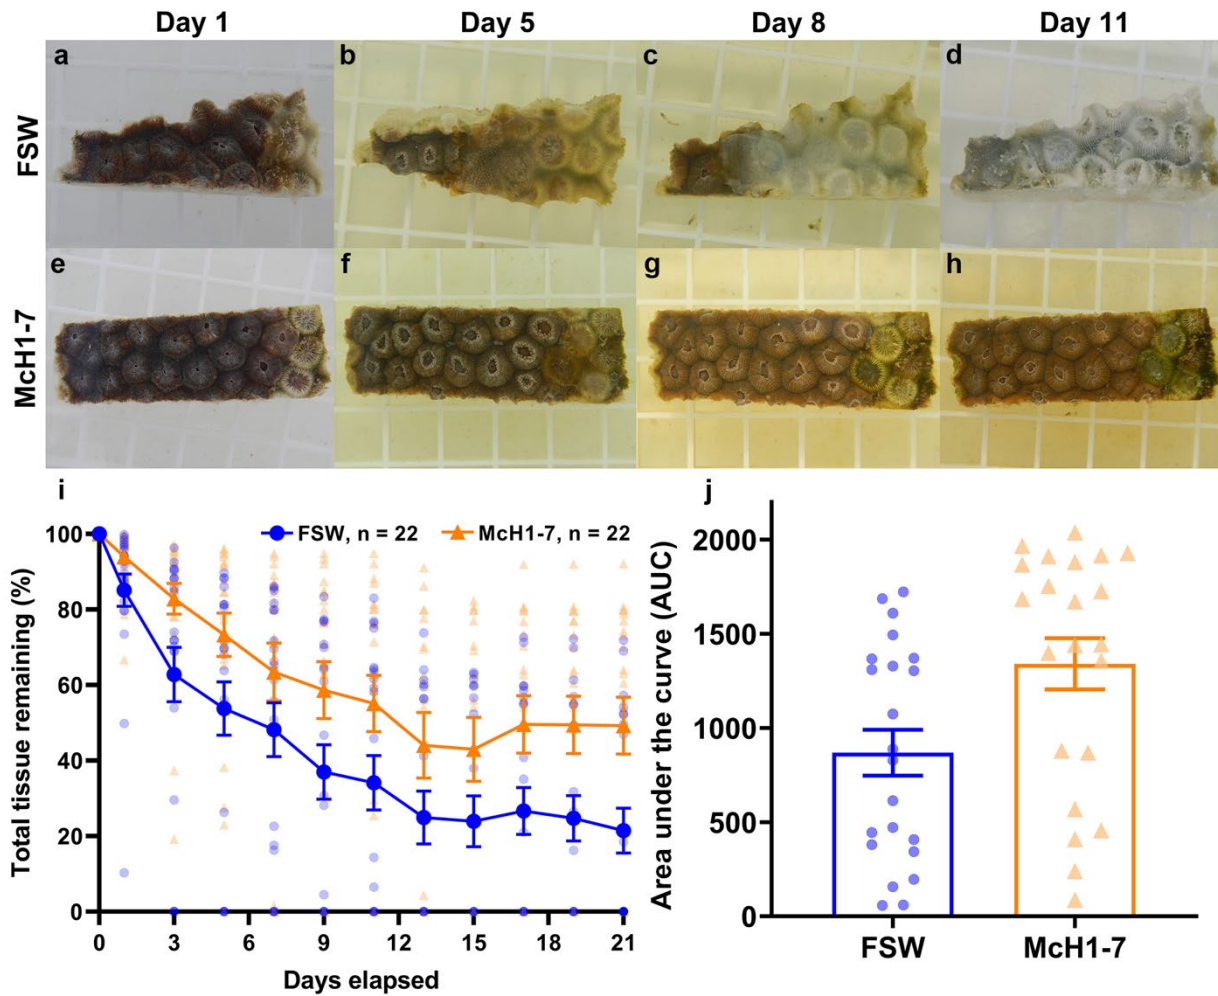 Day 1 Day 5 Day 8 Day 11
FSW
a b c d
McH1-7
e f g h
i
Total tissue remaining (%)
FSW, n = 22 McH1-7, n = 22
100
80
60
40
20
0
0 3 6 9 12 15 18 21
Days elapsed
j
Area under the curve (AUC)
2000
1500
1000
500
0
FSW McH1-7